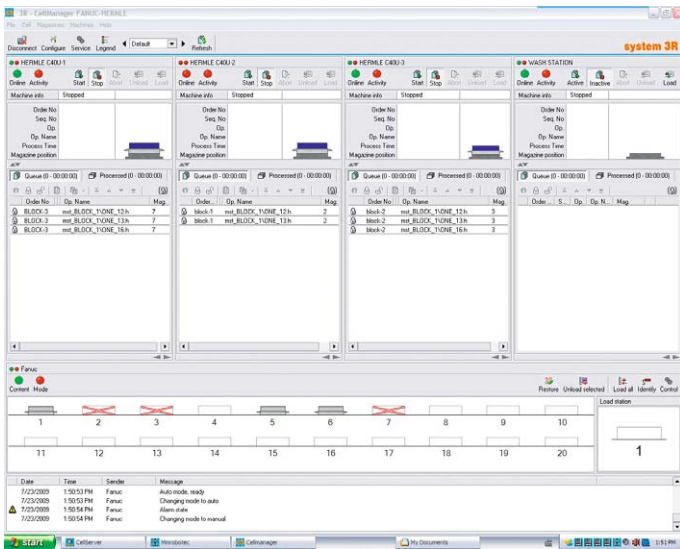 3R - CellManager FANUC-HERMLE
File Cell Magazines Machines Help
Disconnect Configure Service Legend Default Refresh
system 3R
HERMLE C40U-1 HERMLE C40U-2 HERMLE C40U-3 WASH STATION
Online Activity Start Stop Abort Unload Load Online Activity Start Stop Abort Unload Load Online Activity Start Stop Abort Unload Load Online Activity Active Inactive Abort Unload Load
Machine info Stopped Machine info Stopped Machine info Stopped Machine info Stopped
Order No Order No Order No Order No
Seq. No Seq. No Seq. No Seq. No
Op. Op. Op. Op.
Op. Name Op. Name Op. Name Op. Name
Process Time Process Time Process Time Process Time
Magazine position Magazine position Magazine position Magazine position
Queue (0 - 00:00:00) Processed (0 - 00:00:00) Queue (0 - 00:00:00) Processed (0 - 00:00:00) Queue (0 - 00:00:00) Processed (0 - 00:00:00) Queue (0 - 00:00:00) Processed (0 - 00:00:00)
Order No Op. Name Mag. Order... Op. Name Mag. Order No Op. Name Mag. Order... S... Op. Op. N... Mag.
BLOCK-3 mst_BLOCK_1\ONE_12.h 7 block-1 mst_BLOCK_1\ONE_12.h 2 block-2 mst_BLOCK_1\ONE_12.h 3
BLOCK-3 mst_BLOCK_1\ONE_13.h 7 block-1 mst_BLOCK_1\ONE_13.h 2 block-2 mst_BLOCK_1\ONE_13.h 3
BLOCK-3 mst_BLOCK_1\ONE_16.h 7 block-2 mst_BLOCK_1\ONE_16.h 3
Fanuc
Content Mode Restore Unload selected Load all Identify Control
Load station
1 2 3 4 5 6 7 8 9 10
11 12 13 14 15 16 17 18 19 20
1
Date Time Sender Message
7/23/2009 1:50:53 PM Fanuc Auto mode, ready
7/23/2009 1:50:53 PM Fanuc Changing mode to auto
7/23/2009 1:50:54 PM Fanuc Alarm state
7/23/2009 1:50:54 PM Fanuc Changing mode to manual
start CellServer Minirobotec Cellmanager My Documents 1:51 PM